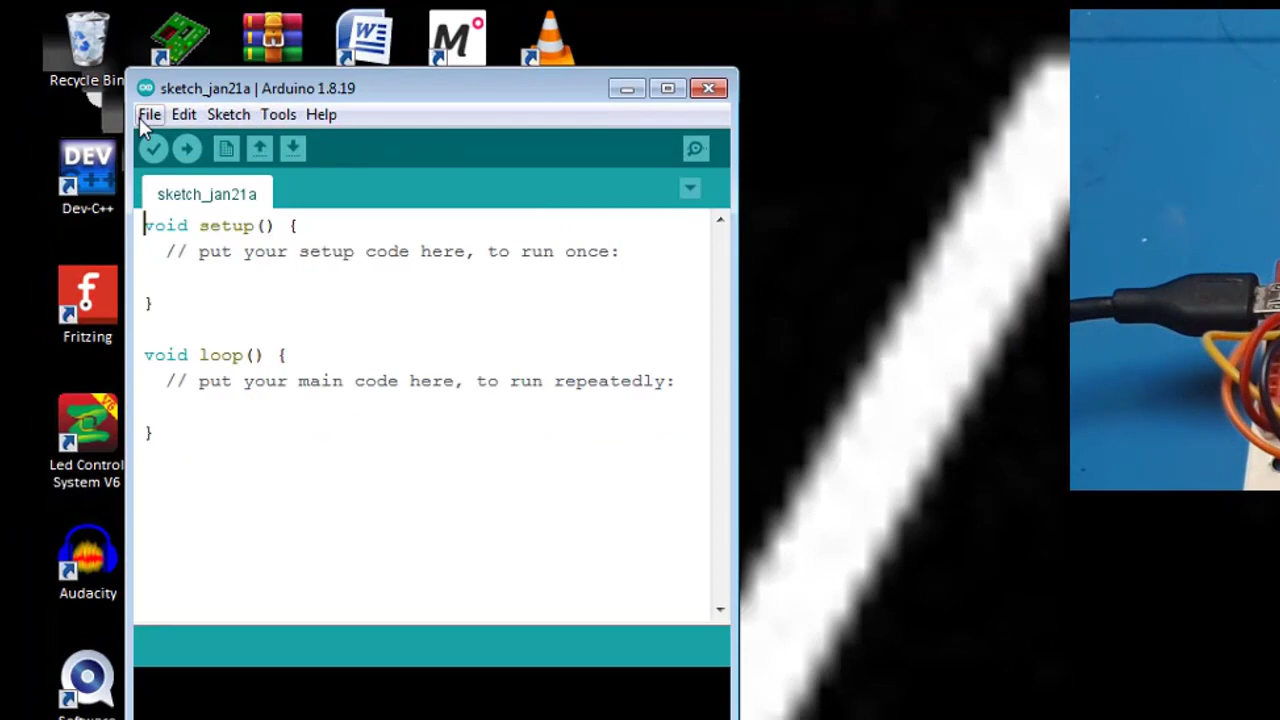 Recycle Bin
sketch_jan21a | Arduino 1.8.19
File Edit Sketch Tools Help
sketch_jan21a
void setup() {
// put your setup code here, to run once:
}
void loop() {
// put your main code here, to run repeatedly:
}
DEV
C++
Dev-C++
Fritzing
V6
Led Control
System V6
Audacity